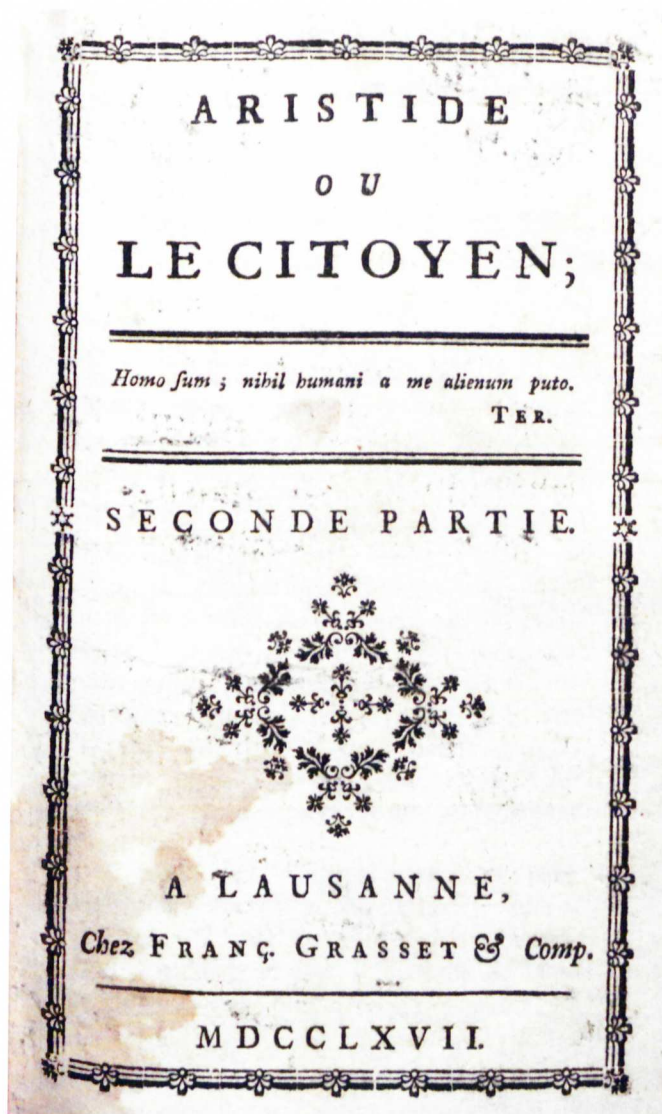 ARISTIDE
OU
LE CITOYEN;
Homo ſum ; nihil humani a me alienum puto.
TER.
SECONDE PARTIE.
A LAUSANNE,
Chez FRANÇ. GRASSET & Comp.
MDCCLXVII.